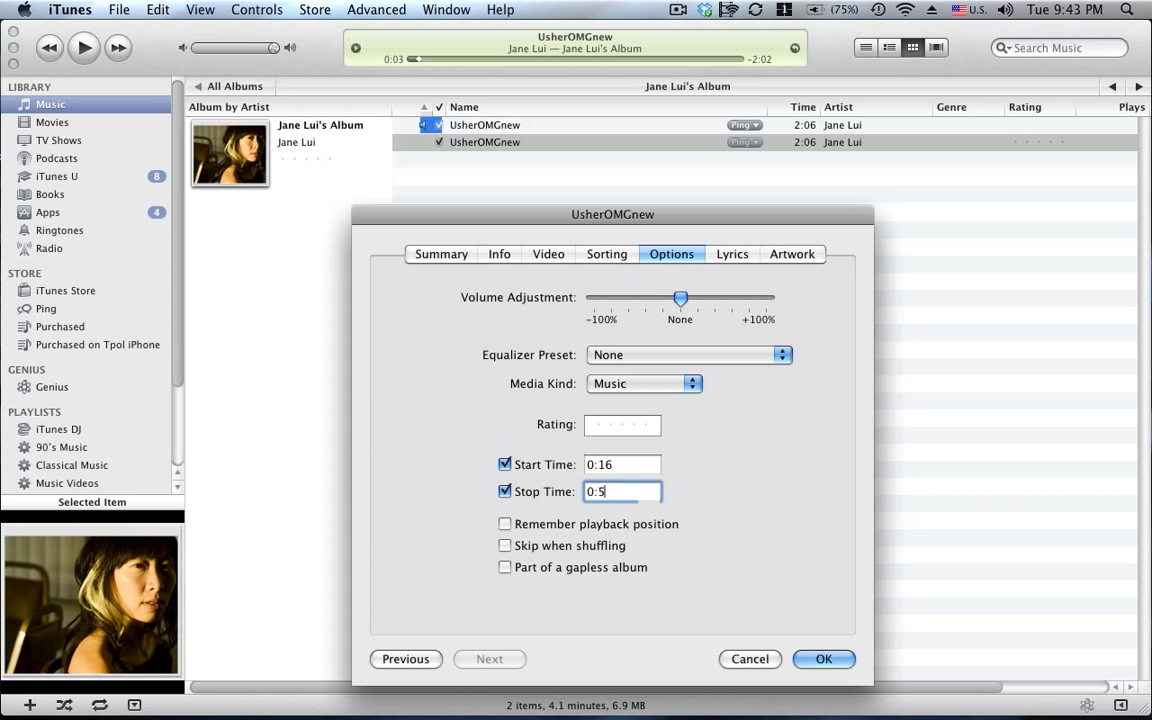 iTunes File Edit View Controls Store Advanced Window Help (75%) U.S. Tue 9:43 PM
UsherOMGnew
Jane Lui — Jane Lui's Album
0:03 -2:02
Search Music
LIBRARY
Music
Movies
TV Shows
Podcasts
iTunes U 8
Books
Apps 4
Ringtones
Radio
STORE
iTunes Store
Ping
Purchased
Purchased on Tpol iPhone
GENIUS
Genius
PLAYLISTS
iTunes DJ
90's Music
Classical Music
Music Videos
Selected Item
All Albums Jane Lui's Album
Album by Artist Name Time Artist Genre Rating Plays
Jane Lui's Album
Jane Lui
UsherOMGnew Ping 2:06 Jane Lui
UsherOMGnew Ping 2:06 Jane Lui
UsherOMGnew
Summary Info Video Sorting Options Lyrics Artwork
Volume Adjustment:
-100% None +100%
Equalizer Preset: None
Media Kind: Music
Rating:
Start Time: 0:16
Stop Time: 0:5
Remember playback position
Skip when shuffling
Part of a gapless album
Previous Next Cancel OK
2 items, 4.1 minutes, 6.9 MB